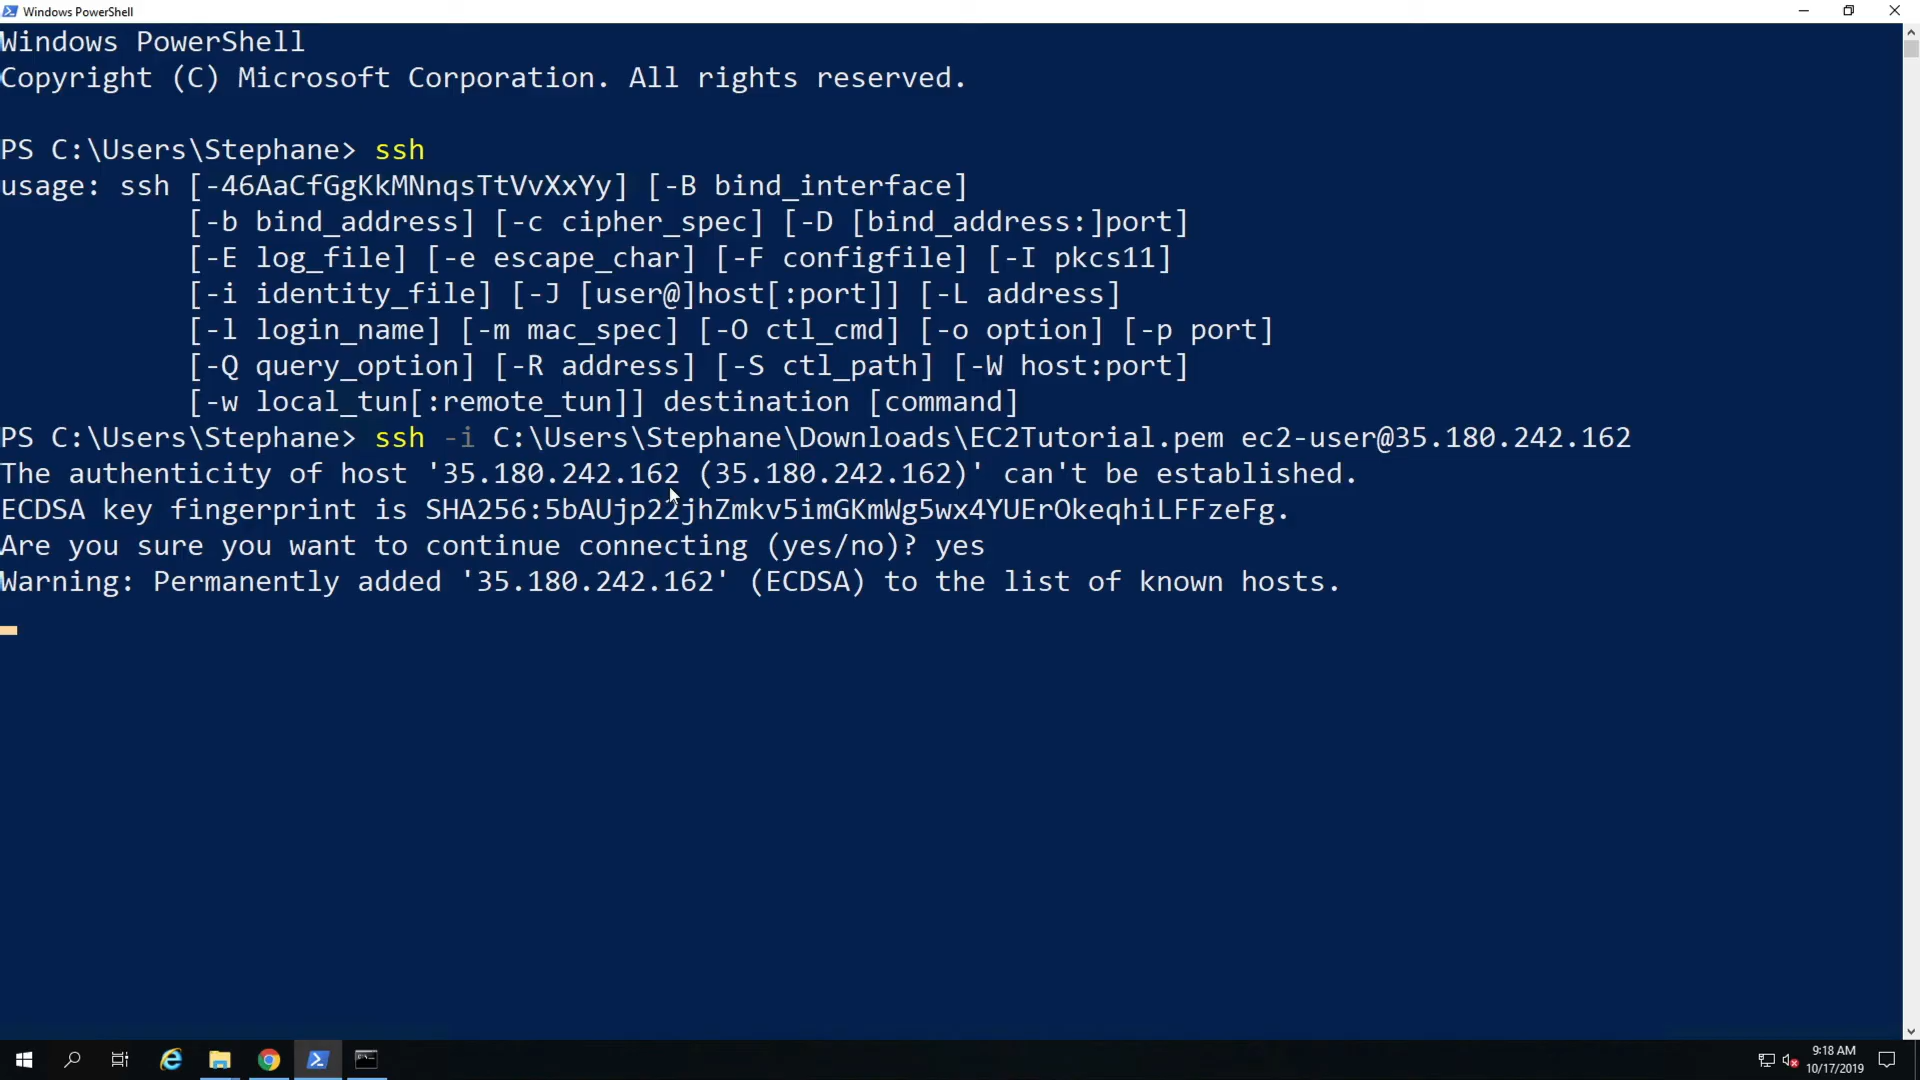 Windows PowerShell
Windows PowerShell
Copyright (C) Microsoft Corporation. All rights reserved.
PS C:\Users\Stephane> ssh
usage: ssh [-46AaCfGgKkMNnqsTtVvXxYy] [-B bind_interface]
           [-b bind_address] [-c cipher_spec] [-D [bind_address:]port]
           [-E log_file] [-e escape_char] [-F configfile] [-I pkcs11]
           [-i identity_file] [-J [user@]host[:port]] [-L address]
           [-l login_name] [-m mac_spec] [-O ctl_cmd] [-o option] [-p port]
           [-Q query_option] [-R address] [-S ctl_path] [-W host:port]
           [-w local_tun[:remote_tun]] destination [command]
PS C:\Users\Stephane> ssh -i C:\Users\Stephane\Downloads\EC2Tutorial.pem ec2-user@35.180.242.162
The authenticity of host '35.180.242.162 (35.180.242.162)' can't be established.
ECDSA key fingerprint is SHA256:5bAUjp22jhZmkv5imGKmWg5wx4YUErOkeqhiLFFzeFg.
Are you sure you want to continue connecting (yes/no)? yes
Warning: Permanently added '35.180.242.162' (ECDSA) to the list of known hosts.
9:18 AM
10/17/2019